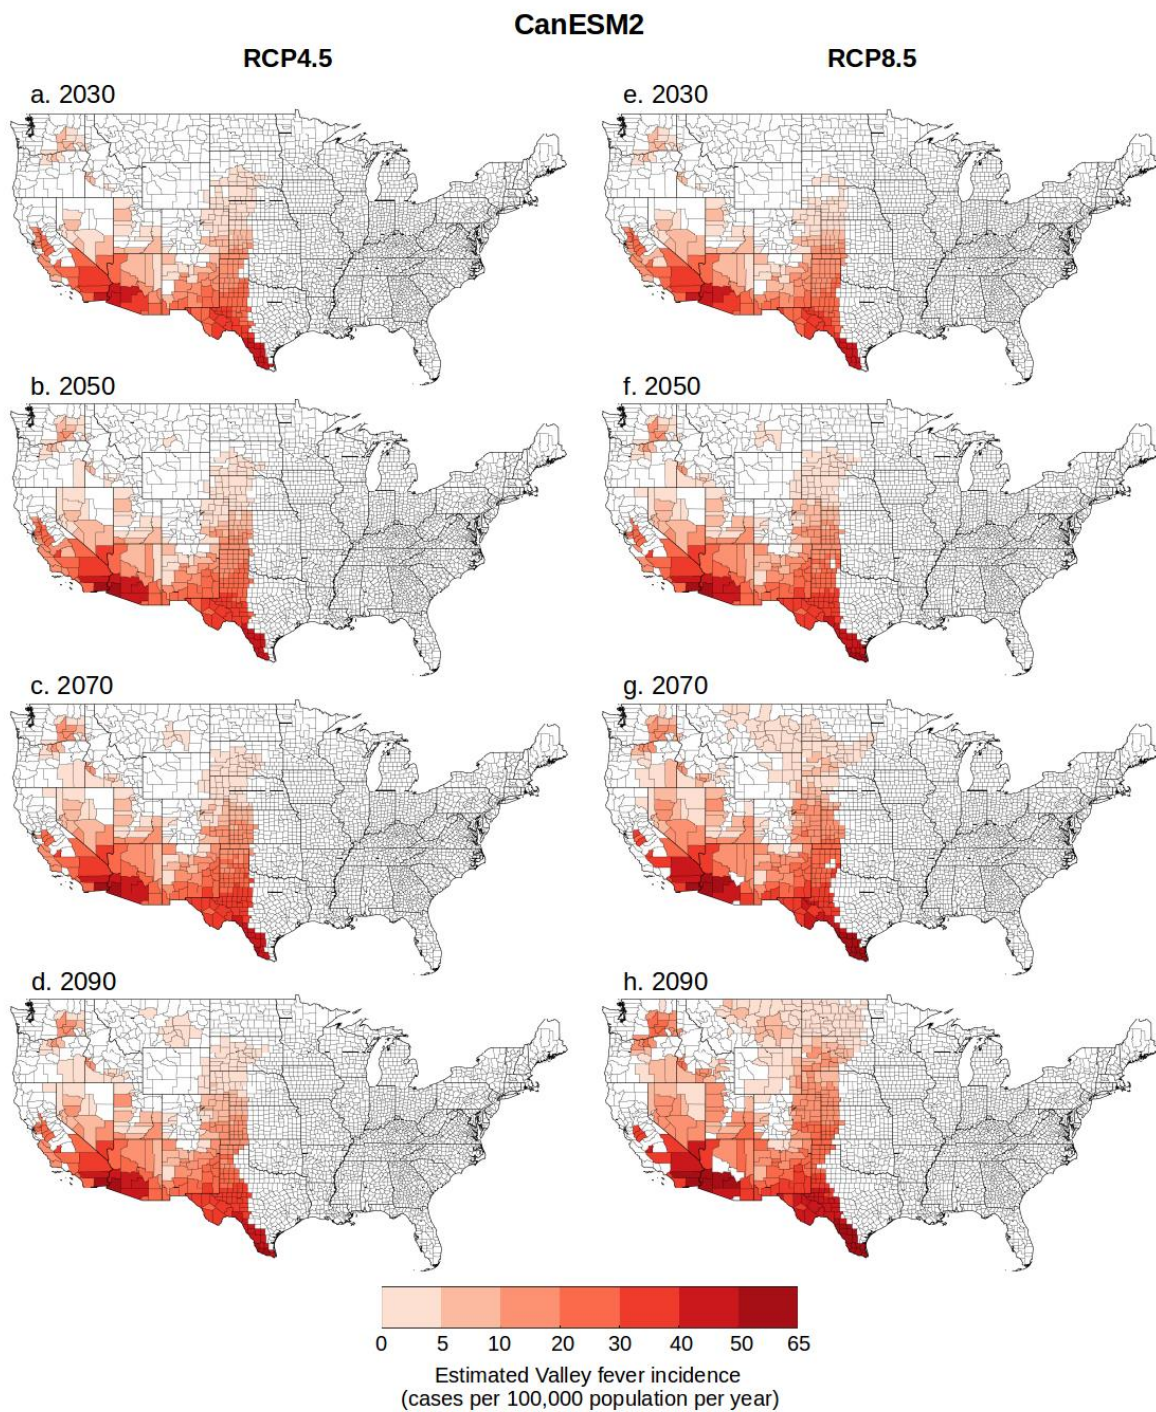 CanESM2
RCP4.5
RCP8.5
a. 2030
e. 2030
b. 2050
f. 2050
c. 2070
g. 2070
d. 2090
h. 2090
0 5 10 20 30 40 50 65
Estimated Valley fever incidence
(cases per 100,000 population per year)